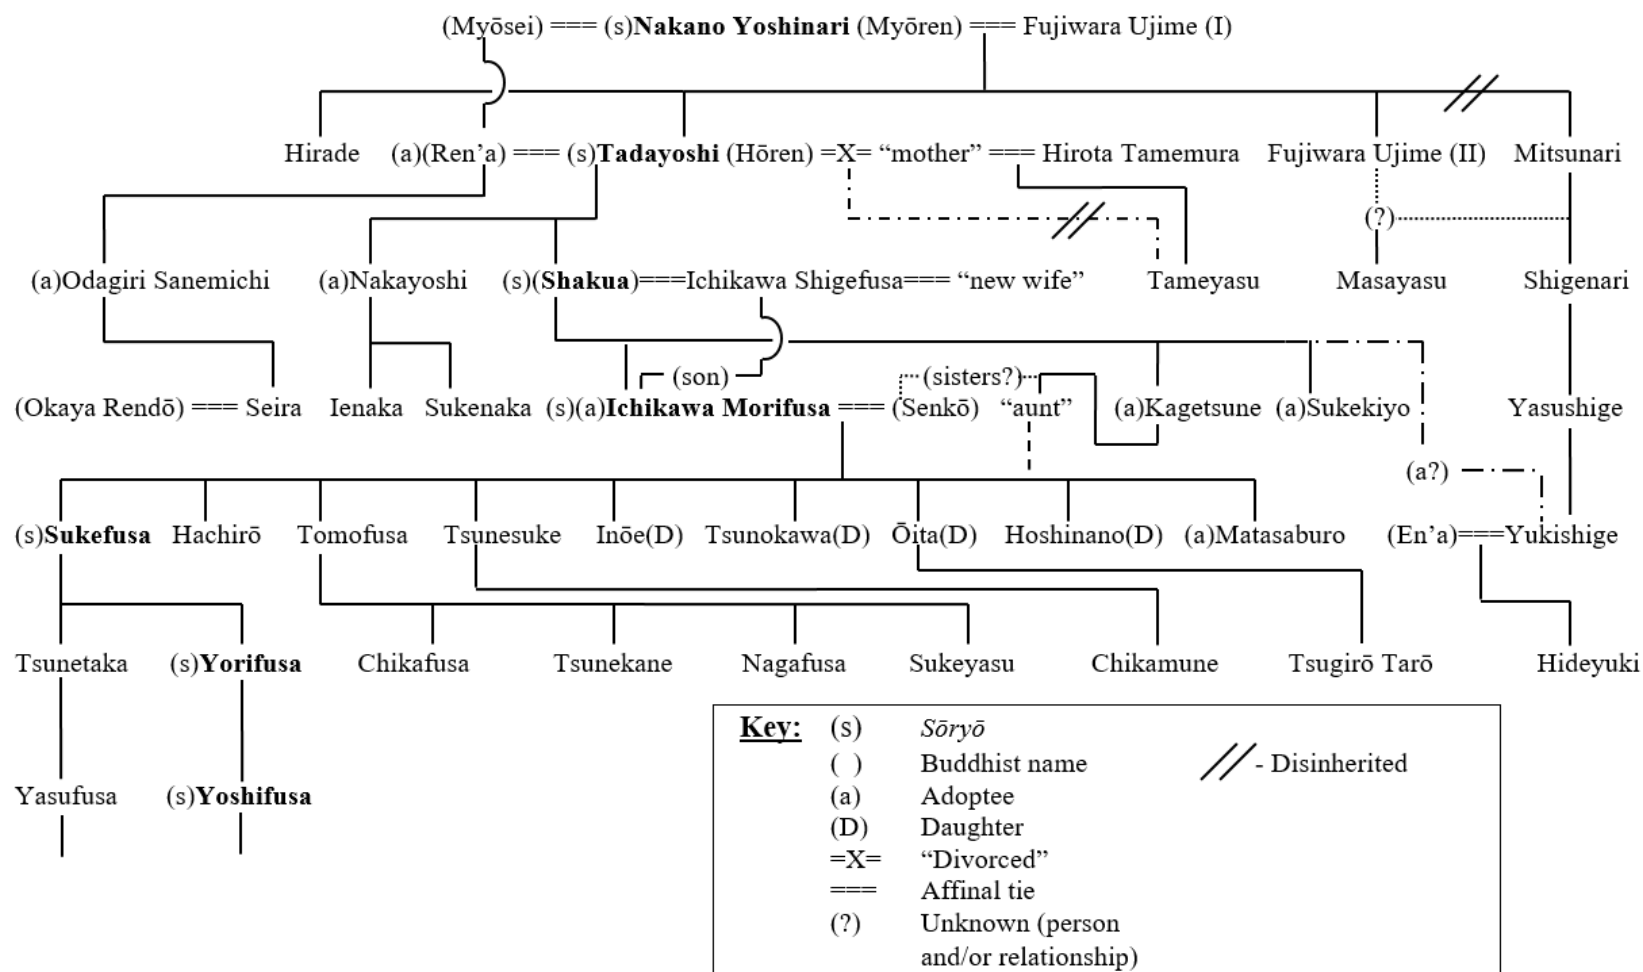 (Myōsei) === (s)Nakano Yoshinari (Myōren) === Fujiwara Ujime (I)
Hirade (a)(Ren’a) === (s)Tadayoshi (Hōren) =X= “mother” === Hirota Tamemura Fujiwara Ujime (II) Mitsunari
(?)
(a)Odagiri Sanemichi (a)Nakayoshi (s)(Shakua)===Ichikawa Shigefusa=== “new wife” Tameyasu Masayasu Shigenari
(son) (sisters?)
(Okaya Rendō) === Seira Ienaka Sukenaka (s)(a)Ichikawa Morifusa === (Senkō) “aunt” (a)Kagetsune (a)Sukekiyo Yasushige
(a?)
(s)Sukefusa Hachirō Tomofusa Tsunesuke Inōe(D) Tsunokawa(D) Ōita(D) Hoshinano(D) (a)Matasaburo (En’a)===Yukishige
Tsunetaka (s)Yorifusa Chikafusa Tsunekane Nagafusa Sukeyasu Chikamune Tsugirō Tarō Hideyuki
Yasufusa (s)Yoshifusa
Key: (s) Sōryō
( ) Buddhist name - Disinherited
(a) Adoptee
(D) Daughter
=X= “Divorced”
=== Affinal tie
(?) Unknown (person
and/or relationship)